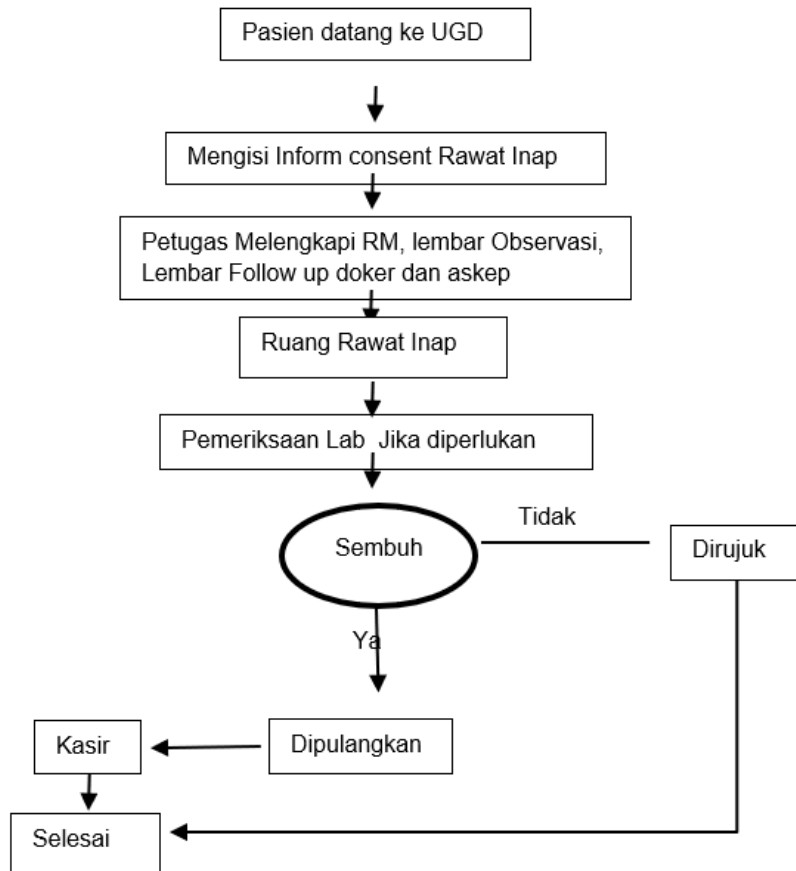 Pasien datang ke UGD
Mengisi Inform consent Rawat Inap
Petugas Melengkapi RM, lembar Observasi,
Lembar Follow up doker dan askep
Ruang Rawat Inap
Pemeriksaan Lab Jika diperlukan
Tidak
Sembuh
Dirujuk
Ya
Kasir
Dipulangkan
Selesai